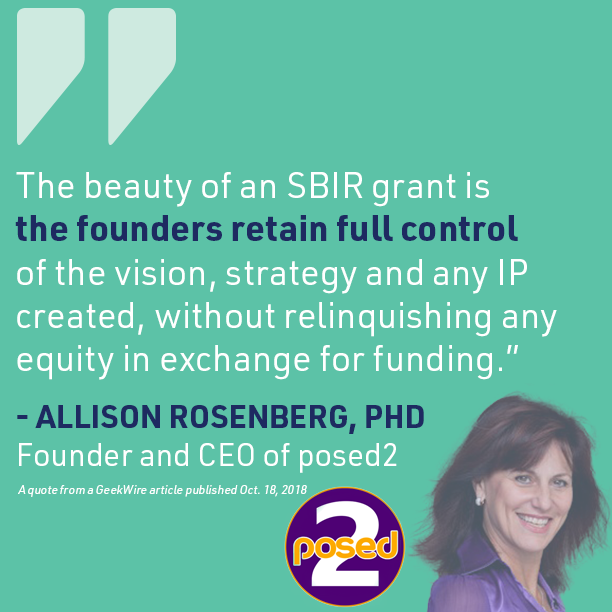 The beauty of an SBIR grant is
the founders retain full control
of the vision, strategy and any IP
created, without relinquishing any
equity in exchange for funding.”
- ALLISON ROSENBERG, PHD
Founder and CEO of posed2
A quote from a GeekWire article published Oct. 18, 2018
2
posed